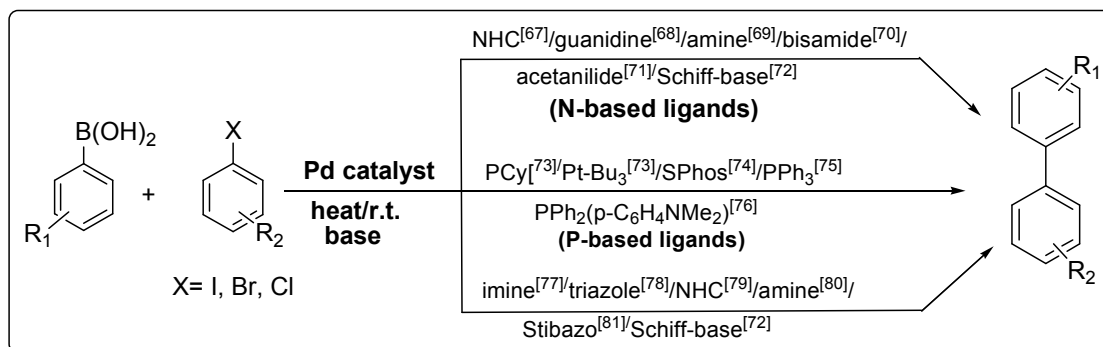 NHC[67]/guanidine[68]/amine[69]/bisamide[70]/
acetanilide[71]/Schiff-base[72]
(N-based ligands)
B(OH)2
X
R1
+
R2
X= I, Br, Cl
Pd catalyst
heat/r.t.
base
PCy[73]/Pt-Bu3[73]/SPhos[74]/PPh3[75]
PPh2(p-C6H4NMe2)[76]
(P-based ligands)
imine[77]/triazole[78]/NHC[79]/amine[80]/
Stibazo[81]/Schiff-base[72]
R1
R2